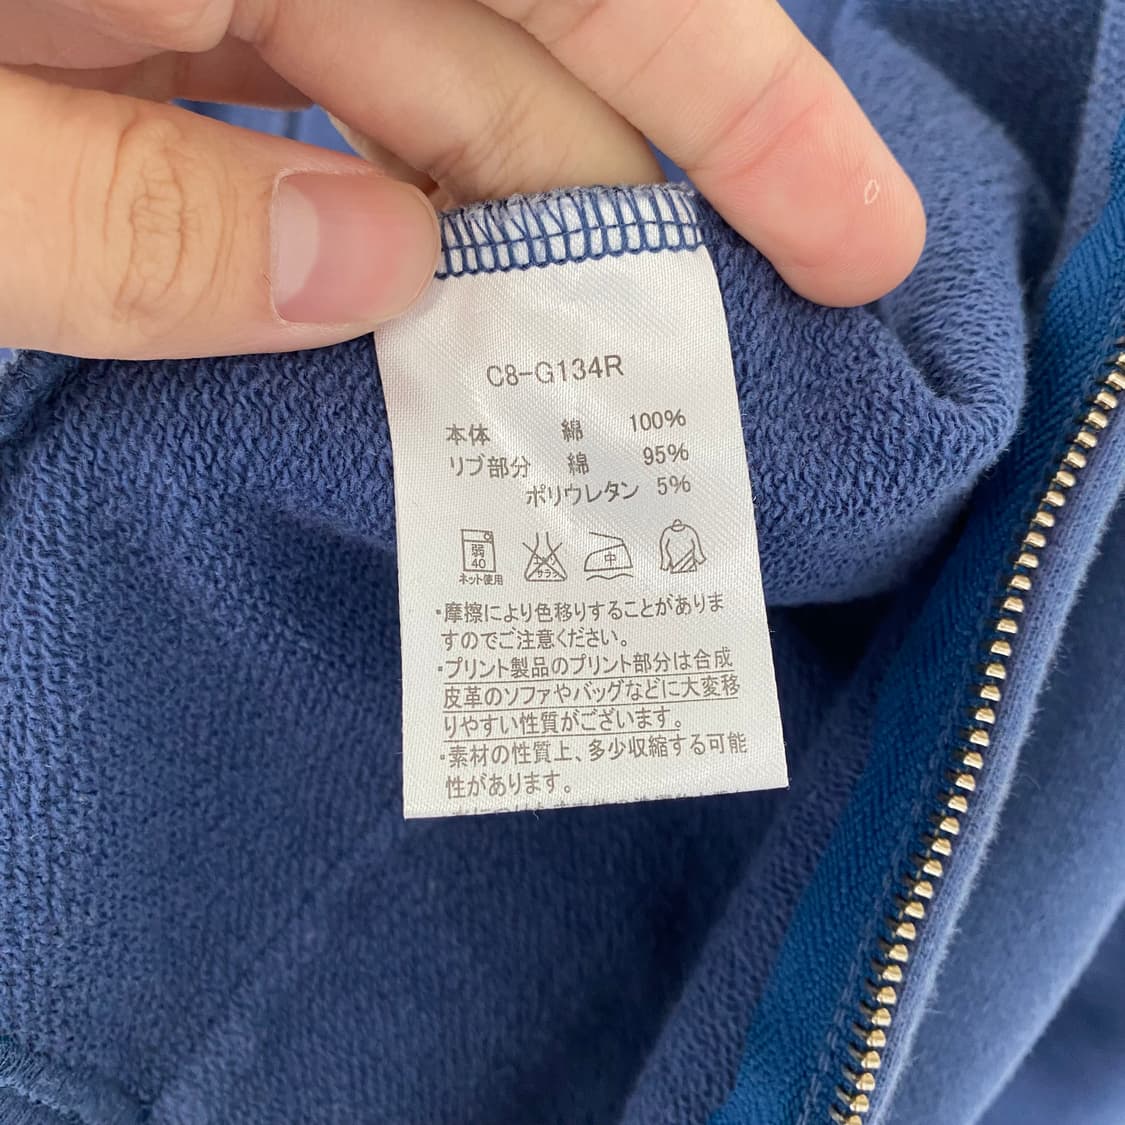 C8-G134R
本体 綿 100%
リブ部分 綿 95%
ポリウレタン 5%
弱
40
ネット使用
エンソ
サラシ
中
・摩擦により色移りすることがありま
すのでご注意ください。
・プリント製品のプリント部分は合成
皮革のソファやバッグなどに大変移
りやすい性質がございます。
・素材の性質上、多少収縮する可能
性があります。